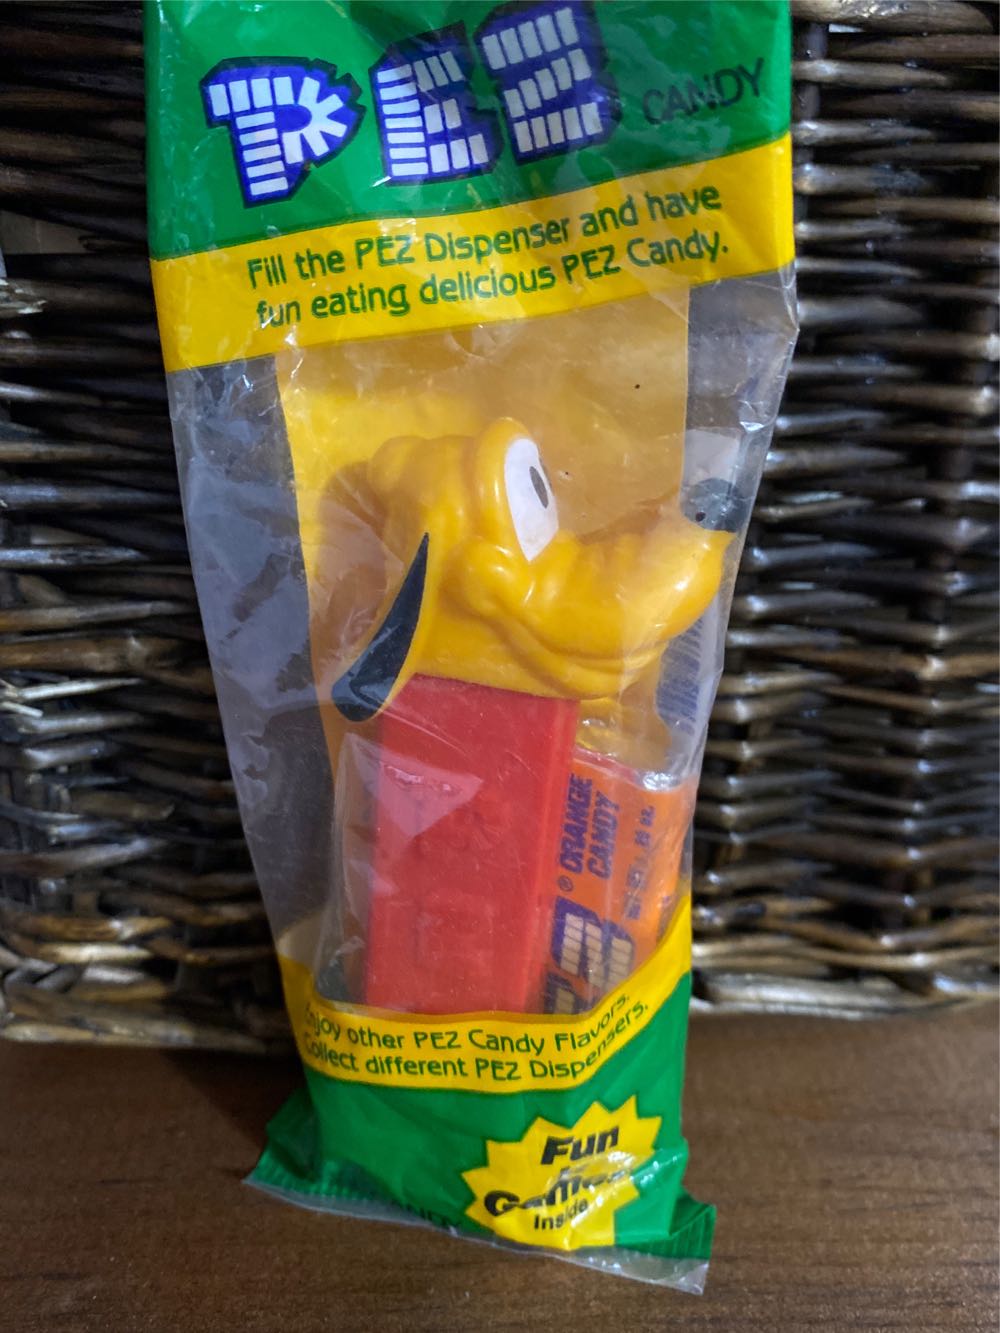 PEZ CANDY
Fill the PEZ Dispenser and have
fun eating delicious PEZ Candy.
® ORANGE
CANDY
Enjoy other PEZ Candy Flavors.
Collect different PEZ Dispensers.
Fun
Games
Inside